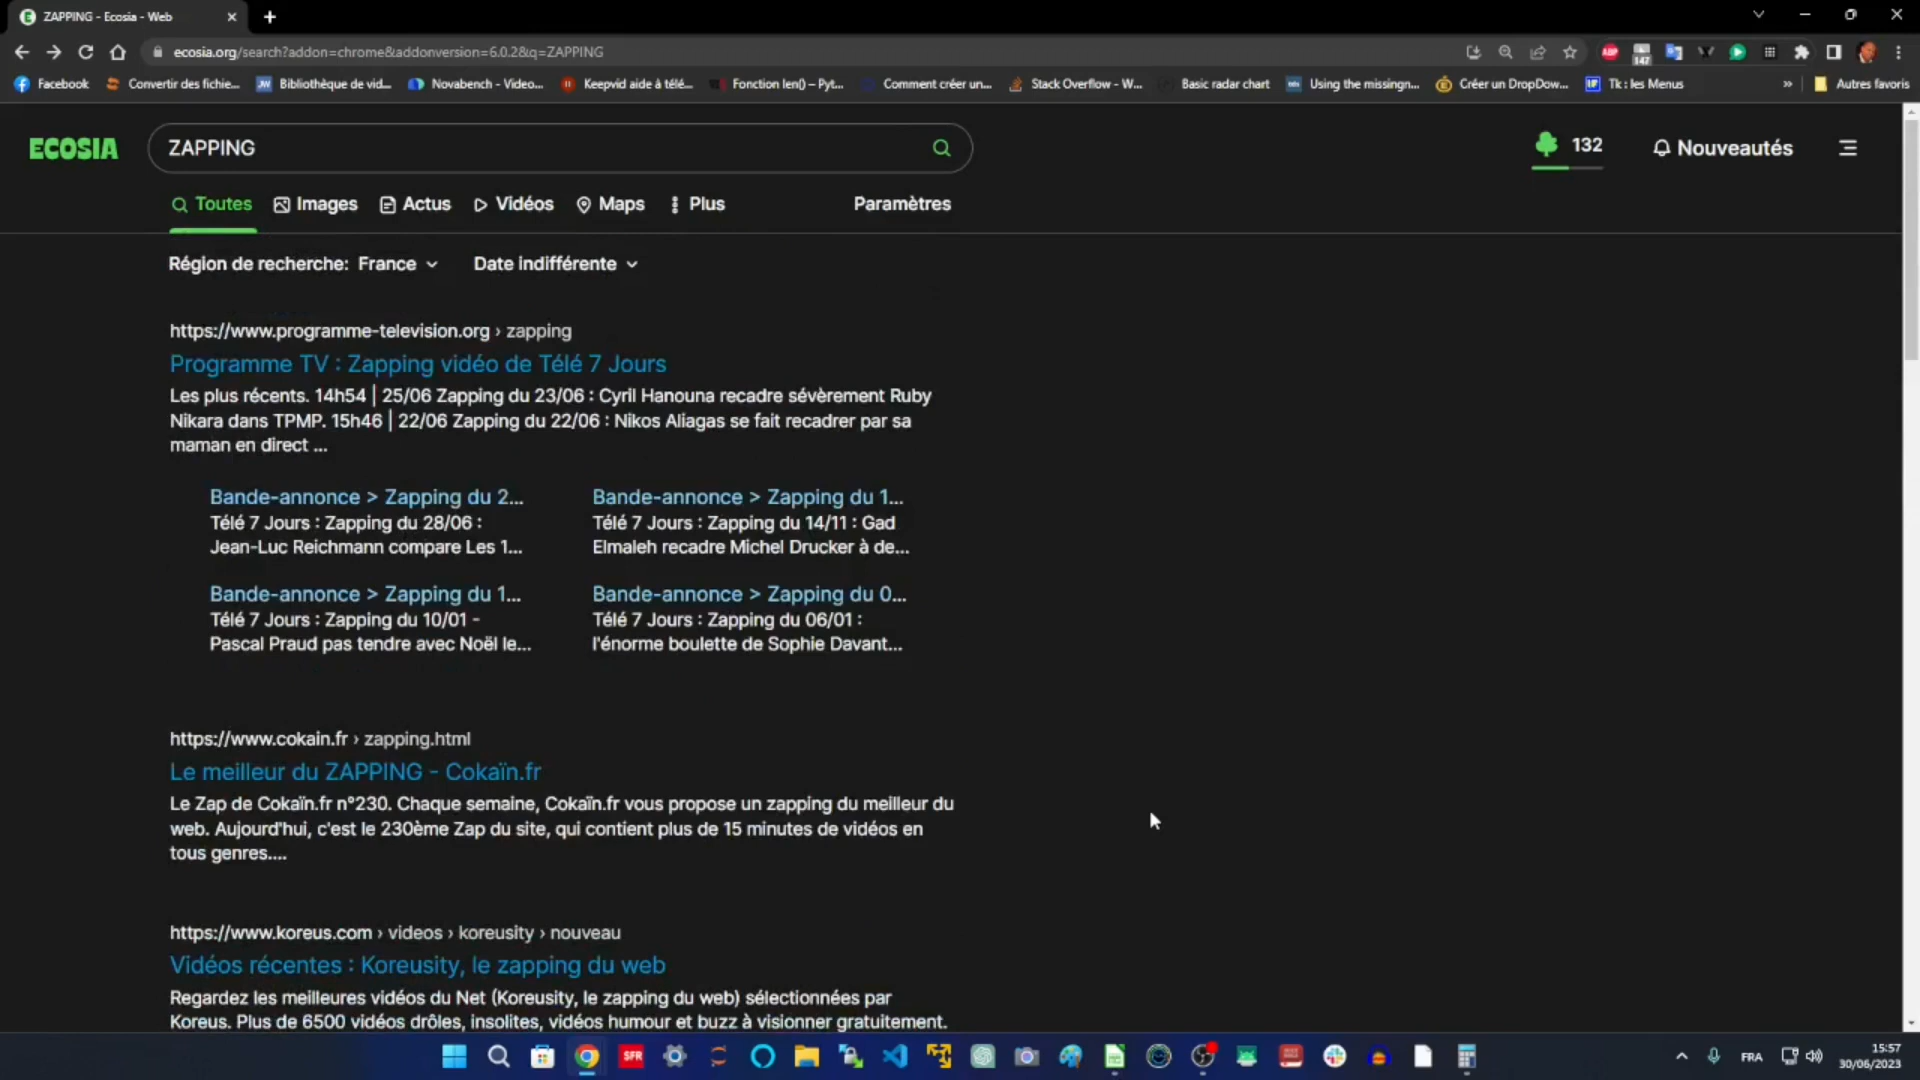 ZAPPING - Ecosia - Web
ecosia.org/search?addon=chrome&addonversion=6.0.2&q=ZAPPING
147
Facebook
Convertir des fichie...
Bibliothèque de vid...
Novabench - Video...
Keepvid aide à télé...
Fonction len() – Pyt...
Comment créer un...
Stack Overflow - W...
Basic radar chart
Using the missingn...
Créer un DropDow...
Tk : les Menus
»
Autres favoris
ECOSIA
ZAPPING
132
Nouveautés
Toutes
Images
Actus
Vidéos
Maps
Plus
Paramètres
Région de recherche: France
Date indifférente
https://www.programme-television.org › zapping
Programme TV : Zapping vidéo de Télé 7 Jours
Les plus récents. 14h54 | 25/06 Zapping du 23/06 : Cyril Hanouna recadre sévèrement Ruby
Nikara dans TPMP. 15h46 | 22/06 Zapping du 22/06 : Nikos Aliagas se fait recadrer par sa
maman en direct ...
Bande-annonce > Zapping du 2...
Télé 7 Jours : Zapping du 28/06 :
Jean-Luc Reichmann compare Les 1...
Bande-annonce > Zapping du 1...
Télé 7 Jours : Zapping du 14/11 : Gad
Elmaleh recadre Michel Drucker à de...
Bande-annonce > Zapping du 1...
Télé 7 Jours : Zapping du 10/01 -
Pascal Praud pas tendre avec Noël le...
Bande-annonce > Zapping du 0...
Télé 7 Jours : Zapping du 06/01 :
l'énorme boulette de Sophie Davant...
https://www.cokain.fr › zapping.html
Le meilleur du ZAPPING - Cokaïn.fr
Le Zap de Cokaïn.fr n°230. Chaque semaine, Cokaïn.fr vous propose un zapping du meilleur du
web. Aujourd'hui, c'est le 230ème Zap du site, qui contient plus de 15 minutes de vidéos en
tous genres....
https://www.koreus.com › videos › koreusity › nouveau
Vidéos récentes : Koreusity, le zapping du web
Regardez les meilleures vidéos du Net (Koreusity, le zapping du web) sélectionnées par
Koreus. Plus de 6500 vidéos drôles, insolites, vidéos humour et buzz à visionner gratuitement.
SFR
FRA
15:57
30/06/2023